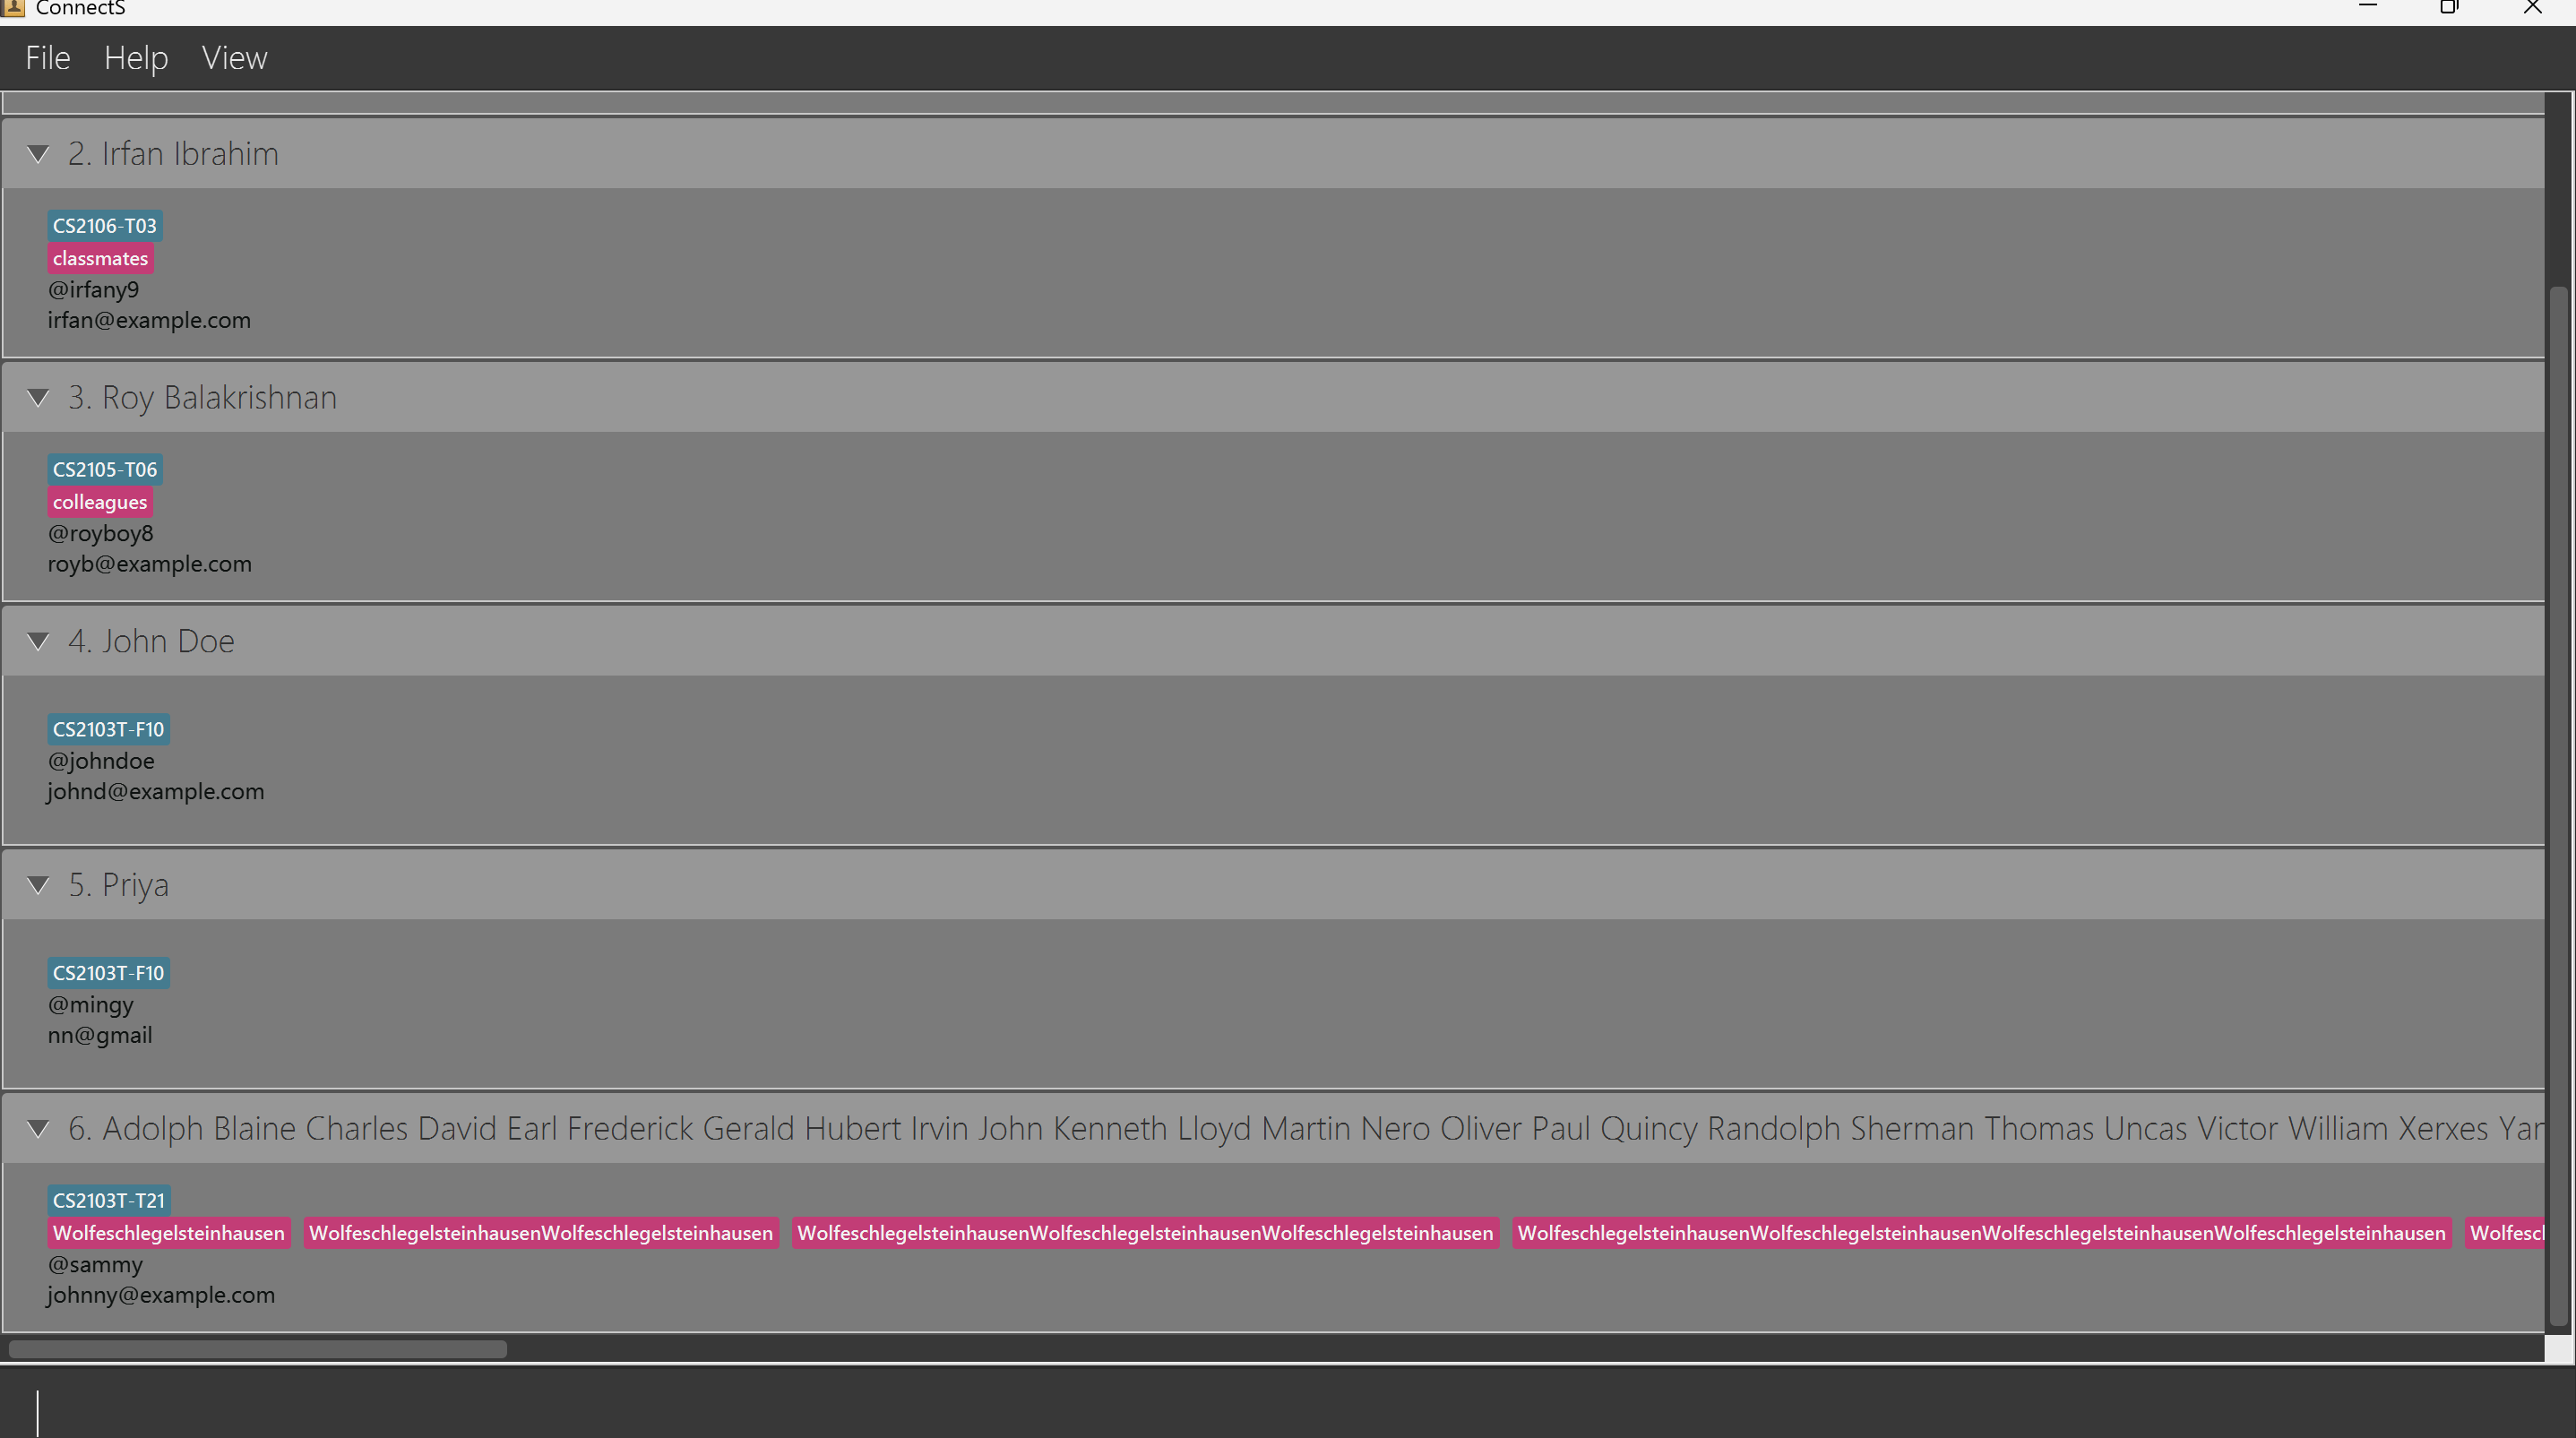 ConnectS
File Help View
2. Irfan Ibrahim
CS2106-T03
classmates
@irfany9
irfan@example.com
3. Roy Balakrishnan
CS2105-T06
colleagues
@royboy8
royb@example.com
4. John Doe
CS2103T-F10
@johndoe
johnd@example.com
5. Priya
CS2103T-F10
@mingy
nn@gmail
6. Adolph Blaine Charles David Earl Frederick Gerald Hubert Irvin John Kenneth Lloyd Martin Nero Oliver Paul Quincy Randolph Sherman Thomas Uncas Victor William Xerxes
CS2103T-T21
Wolfeschlegelsteinhausen WolfeschlegelsteinhausenWolfeschlegelsteinhausen WolfeschlegelsteinhausenWolfeschlegelsteinhausenWolfeschlegelsteinhausen WolfeschlegelsteinhausenWolfeschlegelsteinhausenWolfeschlegelsteinhausenWolfeschlegelsteinhausen
@sammy
johnny@example.com